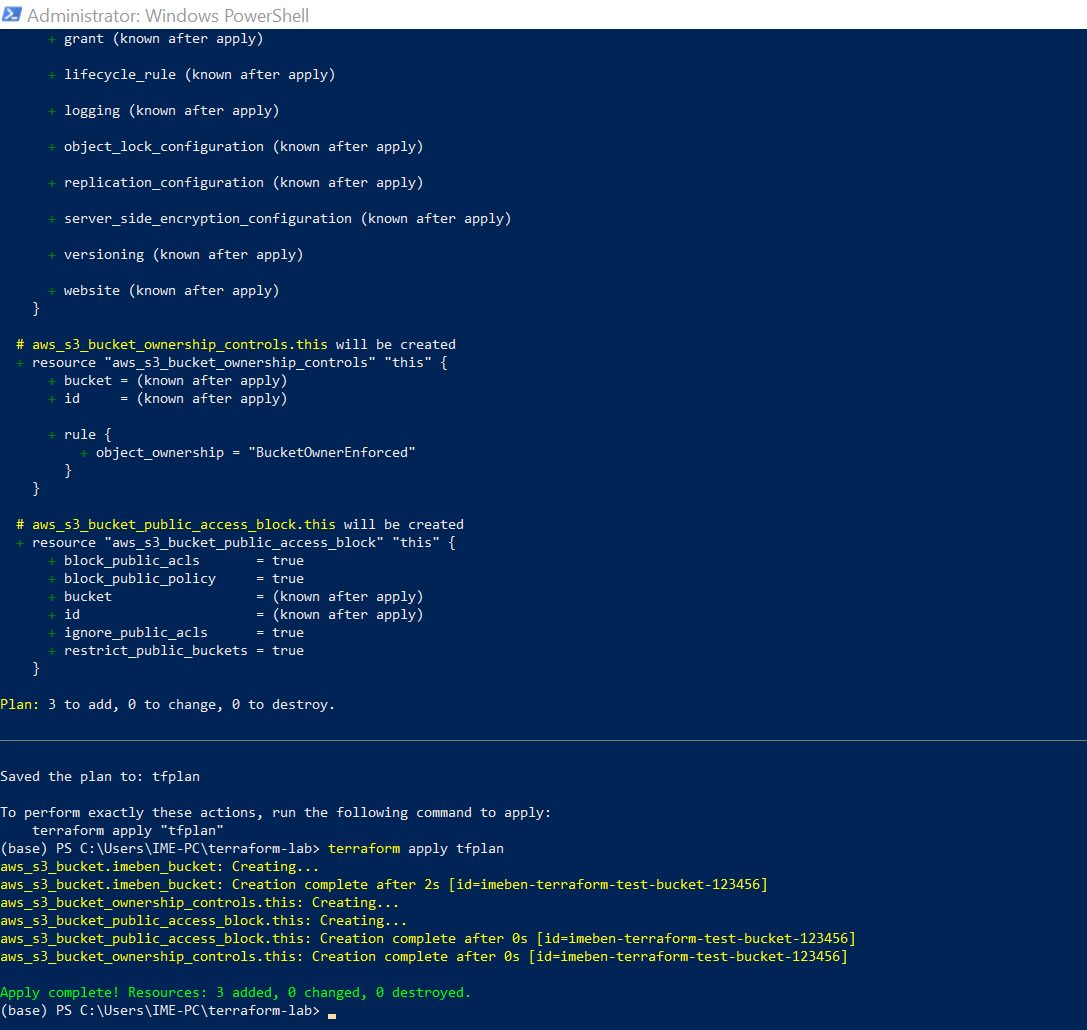 Administrator: Windows PowerShell
+ grant (known after apply)
+ lifecycle_rule (known after apply)
+ logging (known after apply)
+ object_lock_configuration (known after apply)
+ replication_configuration (known after apply)
+ server_side_encryption_configuration (known after apply)
+ versioning (known after apply)
+ website (known after apply)
}
# aws_s3_bucket_ownership_controls.this will be created
+ resource "aws_s3_bucket_ownership_controls" "this" {
+ bucket = (known after apply)
+ id     = (known after apply)
+ rule {
+ object_ownership = "BucketOwnerEnforced"
}
}
# aws_s3_bucket_public_access_block.this will be created
+ resource "aws_s3_bucket_public_access_block" "this" {
+ block_public_acls       = true
+ block_public_policy     = true
+ bucket                  = (known after apply)
+ id                      = (known after apply)
+ ignore_public_acls      = true
+ restrict_public_buckets = true
}
Plan: 3 to add, 0 to change, 0 to destroy.
Saved the plan to: tfplan
To perform exactly these actions, run the following command to apply:
terraform apply "tfplan"
(base) PS C:\Users\IME-PC\terraform-lab> terraform apply tfplan
aws_s3_bucket.imeben_bucket: Creating...
aws_s3_bucket.imeben_bucket: Creation complete after 2s [id=imeben-terraform-test-bucket-123456]
aws_s3_bucket_ownership_controls.this: Creating...
aws_s3_bucket_public_access_block.this: Creating...
aws_s3_bucket_public_access_block.this: Creation complete after 0s [id=imeben-terraform-test-bucket-123456]
aws_s3_bucket_ownership_controls.this: Creation complete after 0s [id=imeben-terraform-test-bucket-123456]
Apply complete! Resources: 3 added, 0 changed, 0 destroyed.
(base) PS C:\Users\IME-PC\terraform-lab>